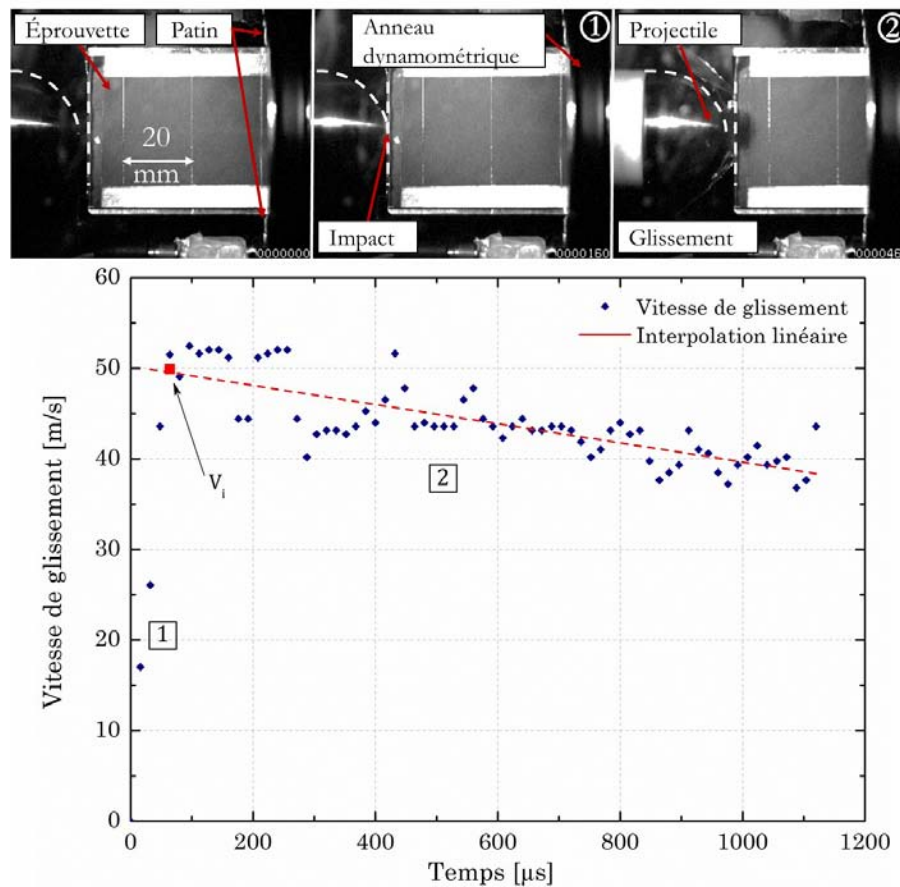 Éprouvette
Patin
20
mm
0000000
Anneau
dynamométrique
①
Impact
0000160
Projectile
②
Glissement
000046
Vitesse de glissement [m/s]
60
50
40
30
20
10
0
Vitesse de glissement
Interpolation linéaire
Vi
1
2
0
200
400
600
800
1000
1200
Temps [µs]